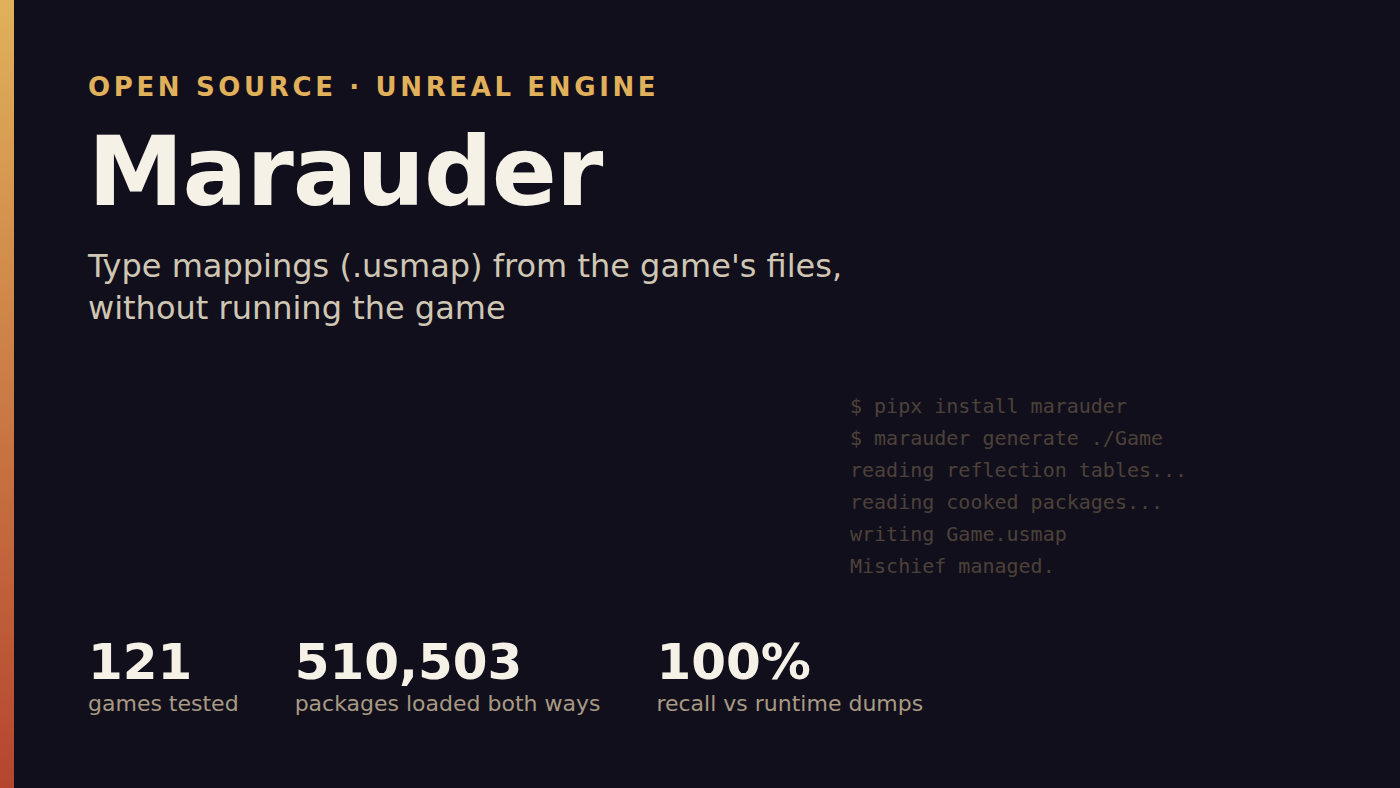 OPEN SOURCE · UNREAL ENGINE
Marauder
Type mappings (.usmap) from the game's files,
without running the game
$ pipx install marauder
$ marauder generate ./Game
reading reflection tables...
reading cooked packages...
writing Game.usmap
Mischief managed.
121
games tested
510,503
packages loaded both ways
100%
recall vs runtime dumps